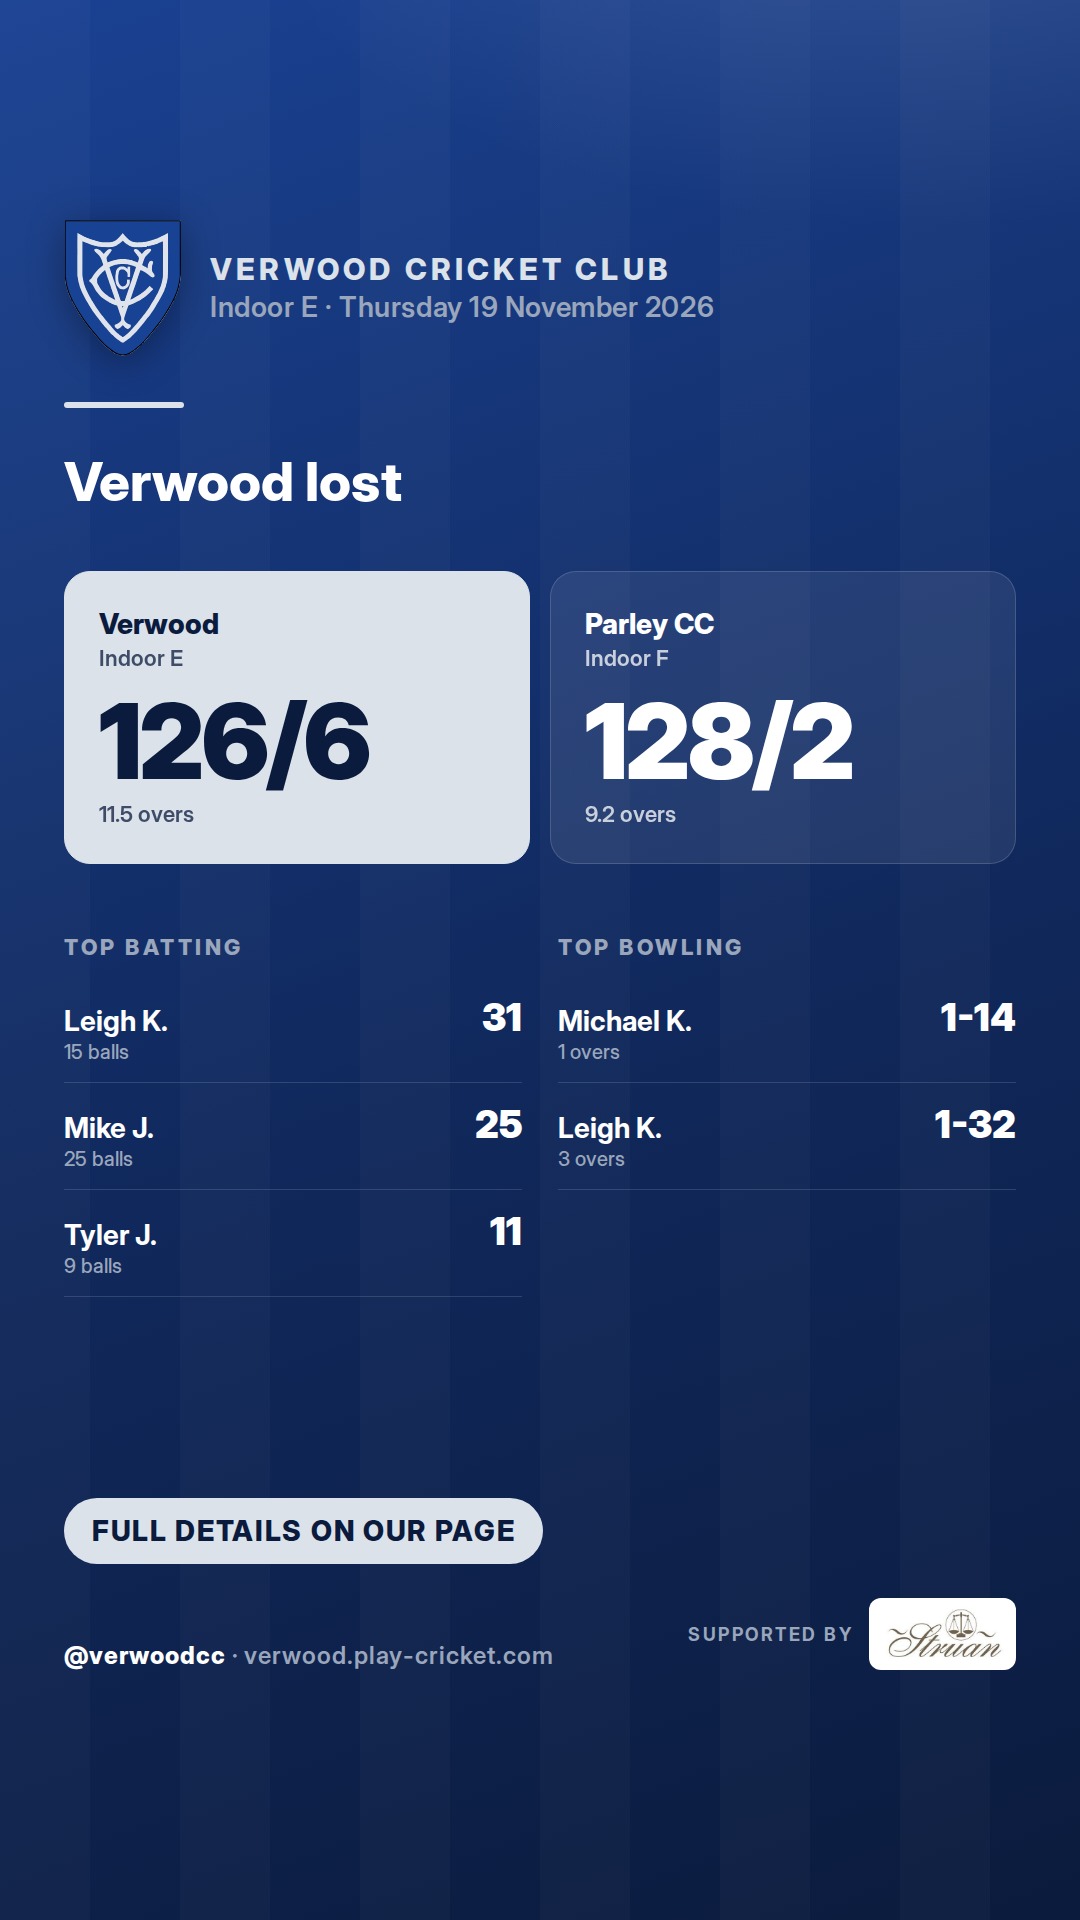 VERWOOD CRICKET CLUB
Indoor E · Thursday 19 November 2026
Verwood lost
Verwood
Indoor E
126/6
11.5 overs
Parley CC
Indoor F
128/2
9.2 overs
TOP BATTING
Leigh K. 31
15 balls
Mike J. 25
25 balls
Tyler J. 11
9 balls
TOP BOWLING
Michael K. 1-14
1 overs
Leigh K. 1-32
3 overs
FULL DETAILS ON OUR PAGE
@verwoodcc · verwood.play-cricket.com
SUPPORTED BY
Struan